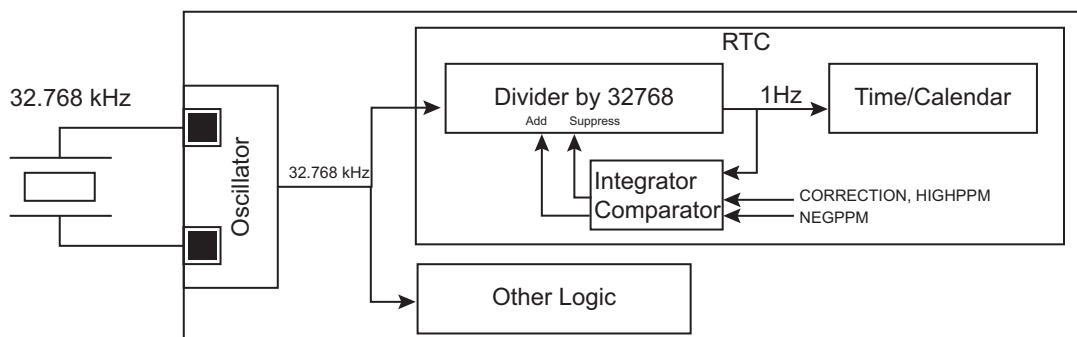 RTC
32.768 kHz
Oscillator
32.768 kHz
Divider by 32768
Add Suppress
1Hz
Time/Calendar
Integrator
Comparator
CORRECTION, HIGHPPM
NEGPPM
Other Logic